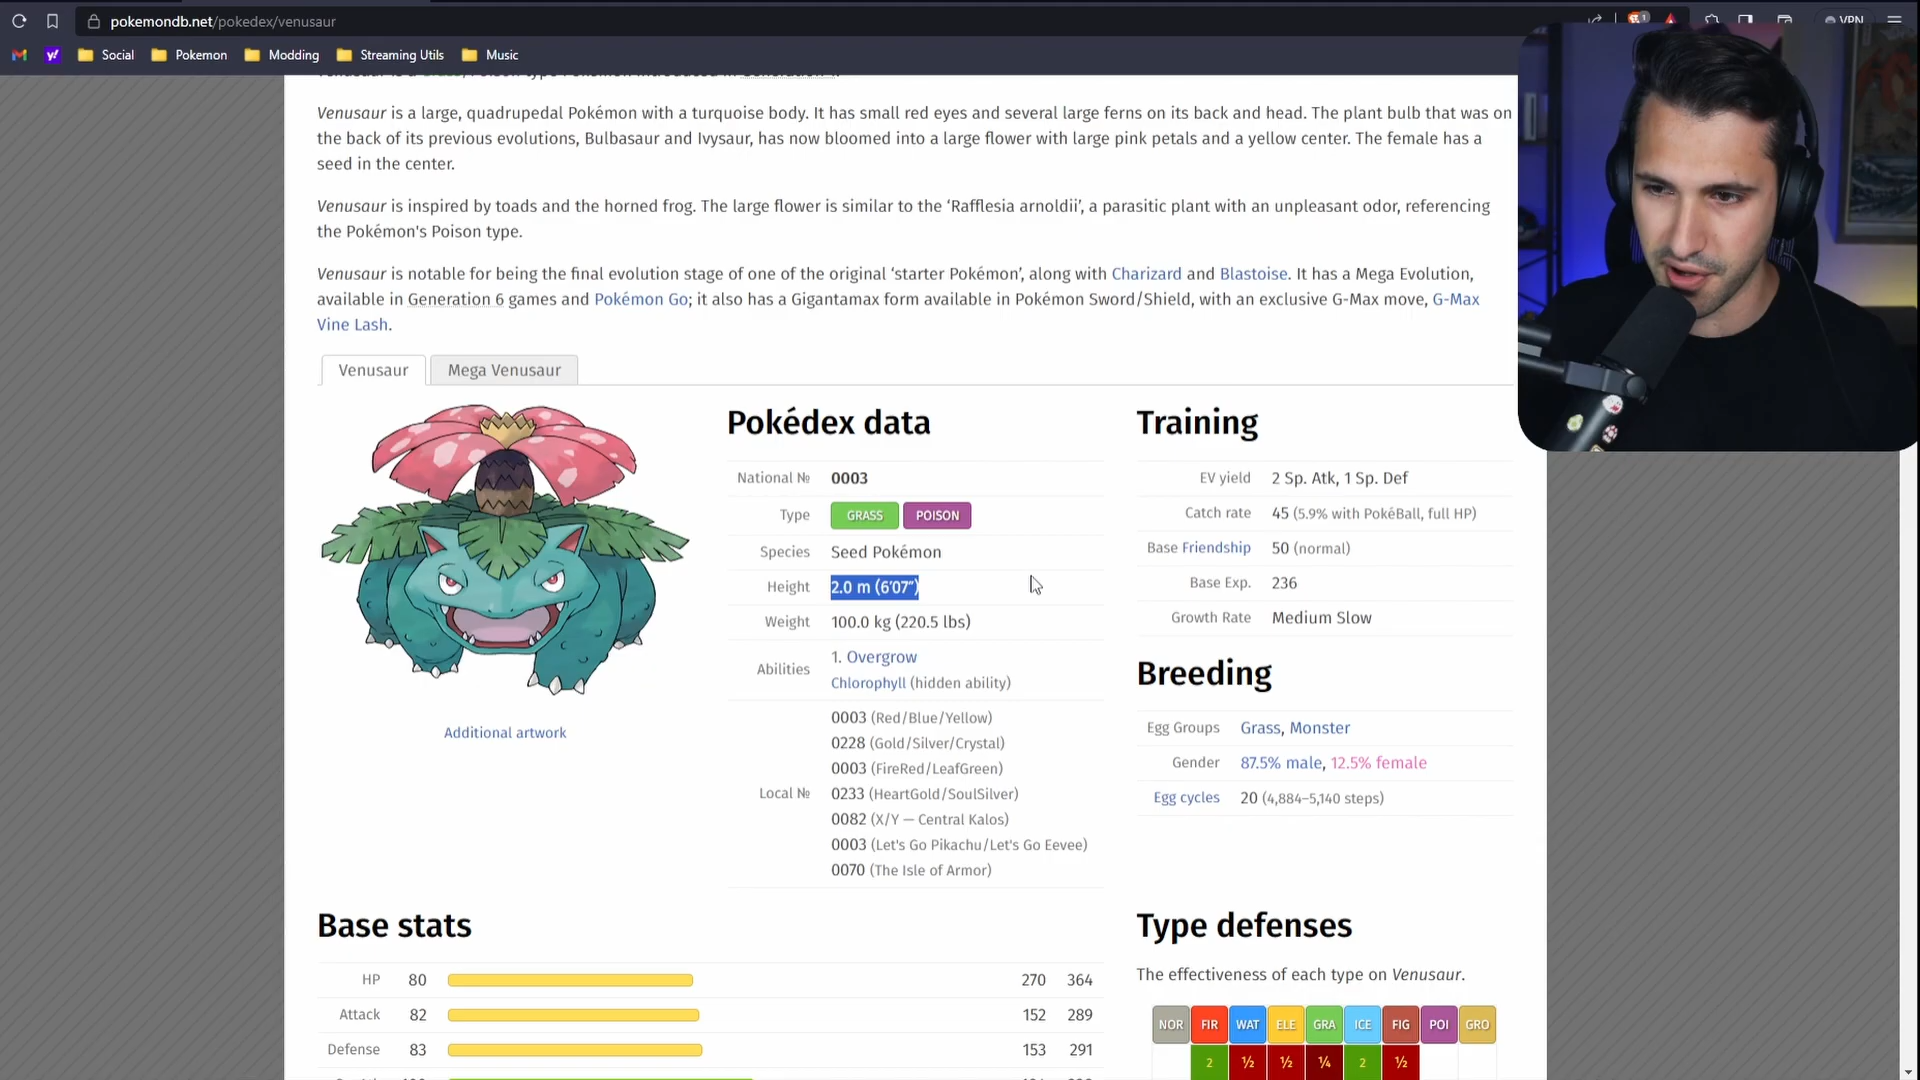 pokemondb.net/pokedex/venusaur
1
VPN
Social
Pokemon
Modding
Streaming Utils
Music
Venusaur is a large, quadrupedal Pokémon with a turquoise body. It has small red eyes and several large ferns on its back and head. The plant bulb that was on
the back of its previous evolutions, Bulbasaur and Ivysaur, has now bloomed into a large flower with large pink petals and a yellow center. The female has a
seed in the center.
Venusaur is inspired by toads and the horned frog. The large flower is similar to the ‘Rafflesia arnoldii’, a parasitic plant with an unpleasant odor, referencing
the Pokémon's Poison type.
Venusaur is notable for being the final evolution stage of one of the original ‘starter Pokémon’, along with Charizard and Blastoise. It has a Mega Evolution,
available in Generation 6 games and Pokémon Go; it also has a Gigantamax form available in Pokémon Sword/Shield, with an exclusive G-Max move, G-Max
Vine Lash.
Venusaur
Mega Venusaur
Additional artwork
Pokédex data
National № 0003
Type GRASS POISON
Species Seed Pokémon
Height 2.0 m (6′07″)
Weight 100.0 kg (220.5 lbs)
Abilities 1. Overgrow
Chlorophyll (hidden ability)
Local № 0003 (Red/Blue/Yellow)
0228 (Gold/Silver/Crystal)
0003 (FireRed/LeafGreen)
0233 (HeartGold/SoulSilver)
0082 (X/Y — Central Kalos)
0003 (Let's Go Pikachu/Let's Go Eevee)
0070 (The Isle of Armor)
Training
EV yield 2 Sp. Atk, 1 Sp. Def
Catch rate 45 (5.9% with PokéBall, full HP)
Base Friendship 50 (normal)
Base Exp. 236
Growth Rate Medium Slow
Breeding
Egg Groups Grass, Monster
Gender 87.5% male, 12.5% female
Egg cycles 20 (4,884–5,140 steps)
Base stats
HP 80 270 364
Attack 82 152 289
Defense 83 153 291
Type defenses
The effectiveness of each type on Venusaur.
NOR FIR WAT ELE GRA ICE FIG POI GRO
2 ½ ½ ¼ 2 ½